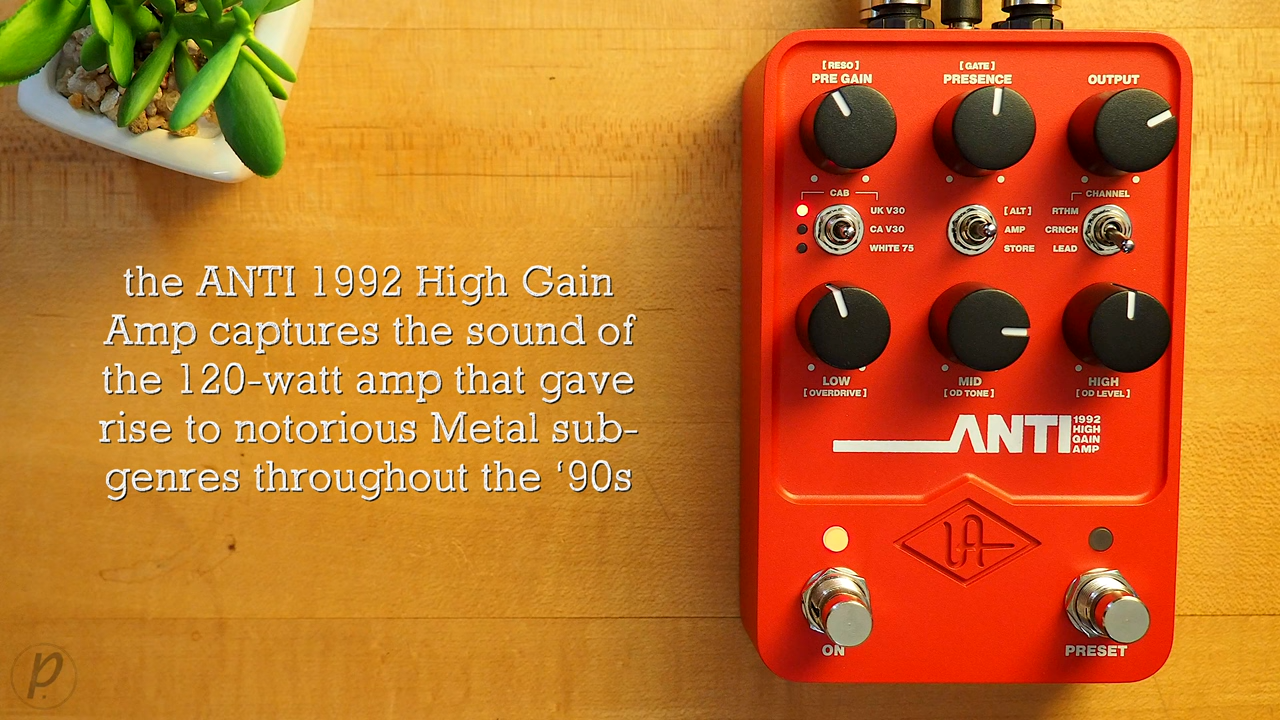 [RESO] [GATE]
PRE GAIN PRESENCE OUTPUT
CAB CHANNEL
UK V30 [ALT] RTHM
CA V30 AMP CRNCH
WHITE 75 STORE LEAD
the ANTI 1992 High Gain
Amp captures the sound of
the 120-watt amp that gave
rise to notorious Metal sub-
genres throughout the ‘90s
LOW MID HIGH
[OVERDRIVE] [OD TONE] [OD LEVEL]
ANTI
1992
HIGH
GAIN
AMP
UA
ON PRESET
p.